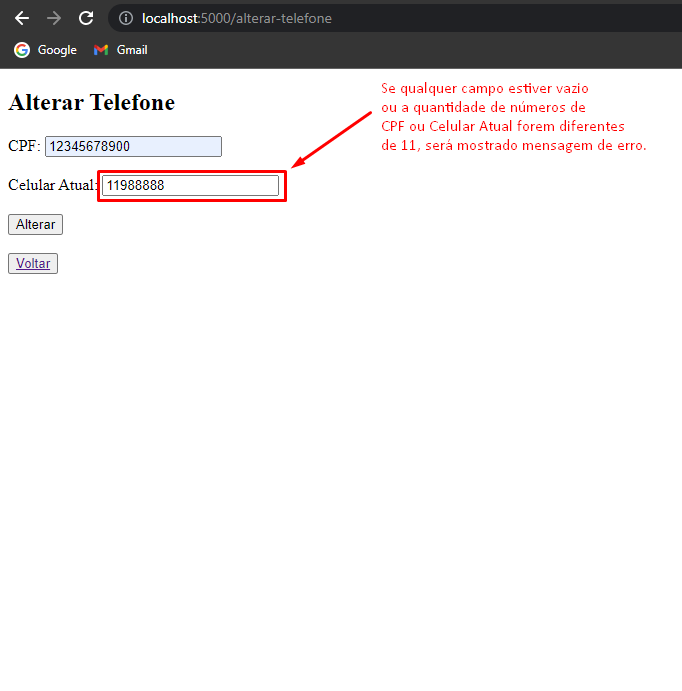 localhost:5000/alterar-telefone
Google Gmail
Alterar Telefone
Se qualquer campo estiver vazio
ou a quantidade de números de
CPF ou Celular Atual forem diferentes
de 11, será mostrado mensagem de erro.
CPF: 12345678900
Celular Atual: 11988888
Alterar
Voltar